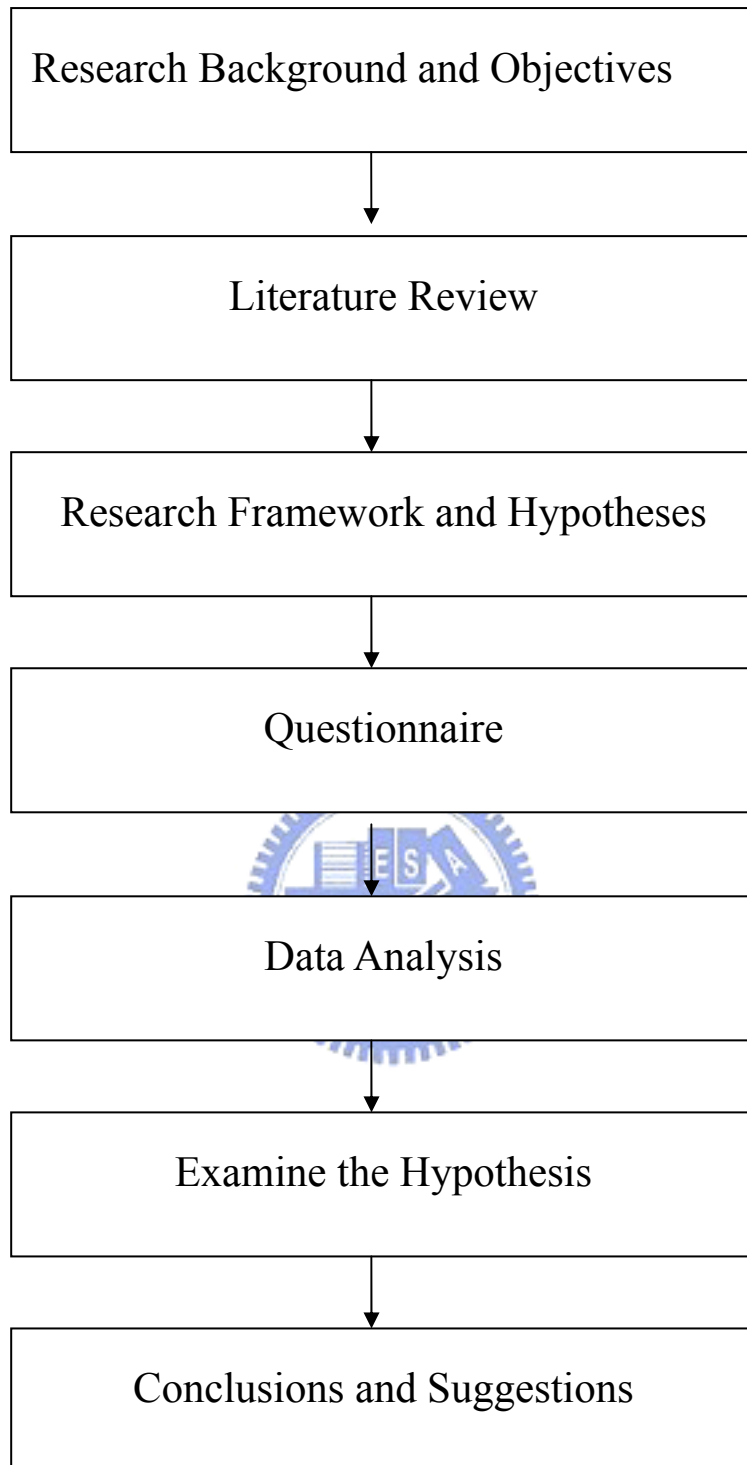 Research Background and Objectives
Literature Review
Research Framework and Hypotheses
Questionnaire
ESA
Data Analysis
Examine the Hypothesis
Conclusions and Suggestions